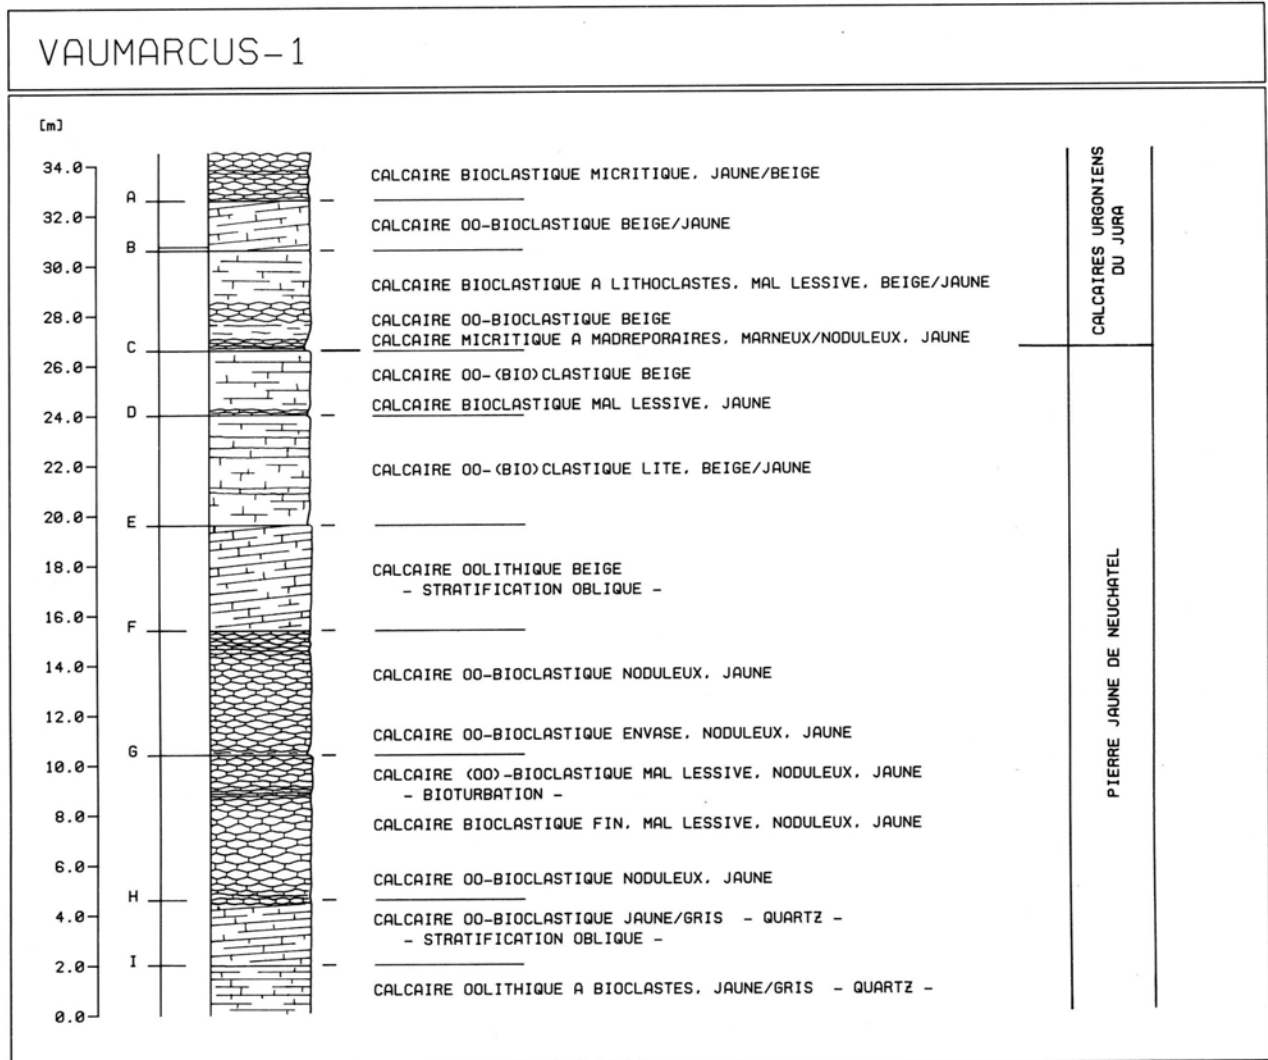 VAUMARCUS-1
[m]
34.0
CALCAIRE BIOCLASTIQUE MICRITIQUE, JAUNE/BEIGE
A
32.0
CALCAIRE OO-BIOCLASTIQUE BEIGE/JAUNE
B
30.0
CALCAIRE BIOCLASTIQUE A LITHOCLASTES, MAL LESSIVE, BEIGE/JAUNE
28.0
CALCAIRE OO-BIOCLASTIQUE BEIGE
CALCAIRE MICRITIQUE A MADREPORAIRES, MARNEUX/NODULEUX, JAUNE
C
26.0
CALCAIRE OO-(BIO)CLASTIQUE BEIGE
CALCAIRE BIOCLASTIQUE MAL LESSIVE, JAUNE
D
24.0
22.0
CALCAIRE OO-(BIO)CLASTIQUE LITE, BEIGE/JAUNE
20.0
E
18.0
CALCAIRE OOLITHIQUE BEIGE
- STRATIFICATION OBLIQUE -
16.0
F
14.0
CALCAIRE OO-BIOCLASTIQUE NODULEUX, JAUNE
12.0
CALCAIRE OO-BIOCLASTIQUE ENVASE, NODULEUX, JAUNE
G
10.0
CALCAIRE (OO)-BIOCLASTIQUE MAL LESSIVE, NODULEUX, JAUNE
- BIOTURBATION -
8.0
CALCAIRE BIOCLASTIQUE FIN, MAL LESSIVE, NODULEUX, JAUNE
6.0
CALCAIRE OO-BIOCLASTIQUE NODULEUX, JAUNE
H
4.0
CALCAIRE OO-BIOCLASTIQUE JAUNE/GRIS - QUARTZ -
- STRATIFICATION OBLIQUE -
I
2.0
CALCAIRE OOLITHIQUE A BIOCLASTES, JAUNE/GRIS - QUARTZ -
0.0
CALCAIRES URGONIENS
DU JURA
PIERRE JAUNE DE NEUCHATEL